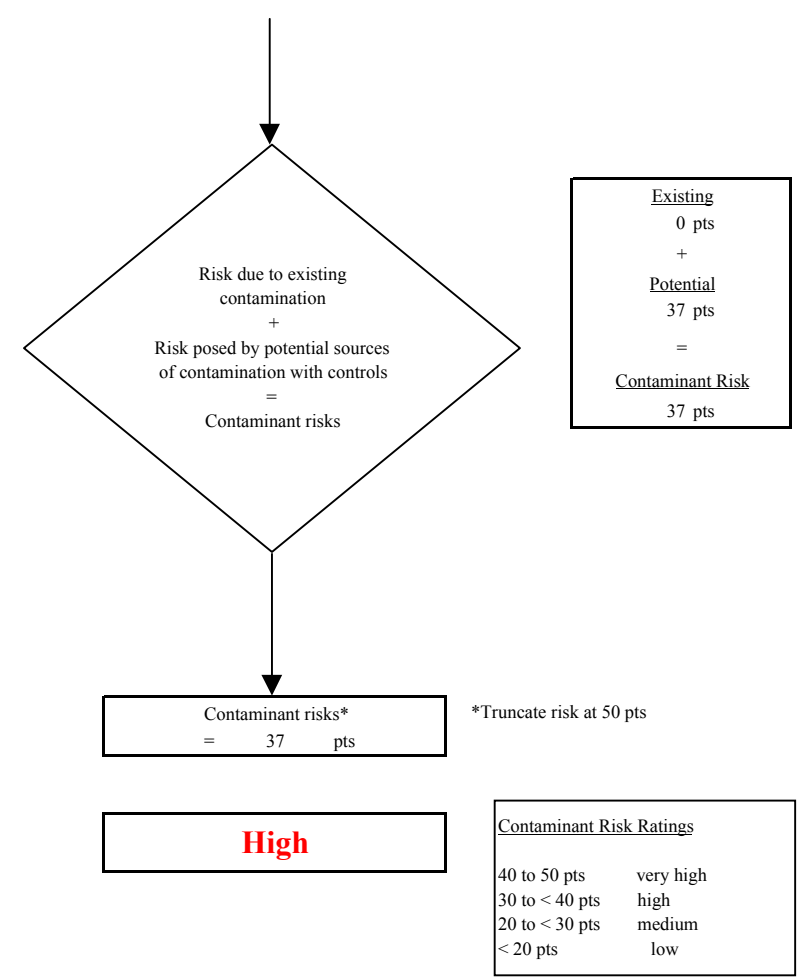 Risk due to existing
contamination
+
Risk posed by potential sources
of contamination with controls
=
Contaminant risks
Existing
0 pts
+
Potential
37 pts
=
Contaminant Risk
37 pts
Contaminant risks*
= 37 pts
*Truncate risk at 50 pts
High
Contaminant Risk Ratings
40 to 50 pts very high
30 to < 40 pts high
20 to < 30 pts medium
< 20 pts low